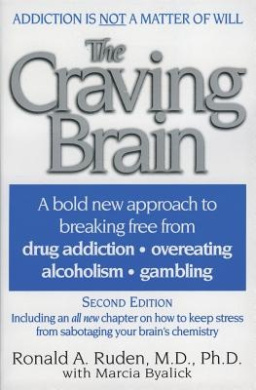 ADDICTION IS NOT A MATTER OF WILL
The
Craving
Brain
A bold new approach to
breaking free from
drug addiction • overeating
alcoholism • gambling
SECOND EDITION
Including an all new chapter on how to keep stress
from sabotaging your brain's chemistry
Ronald A. Ruden, M.D., Ph.D.
with Marcia Byalick